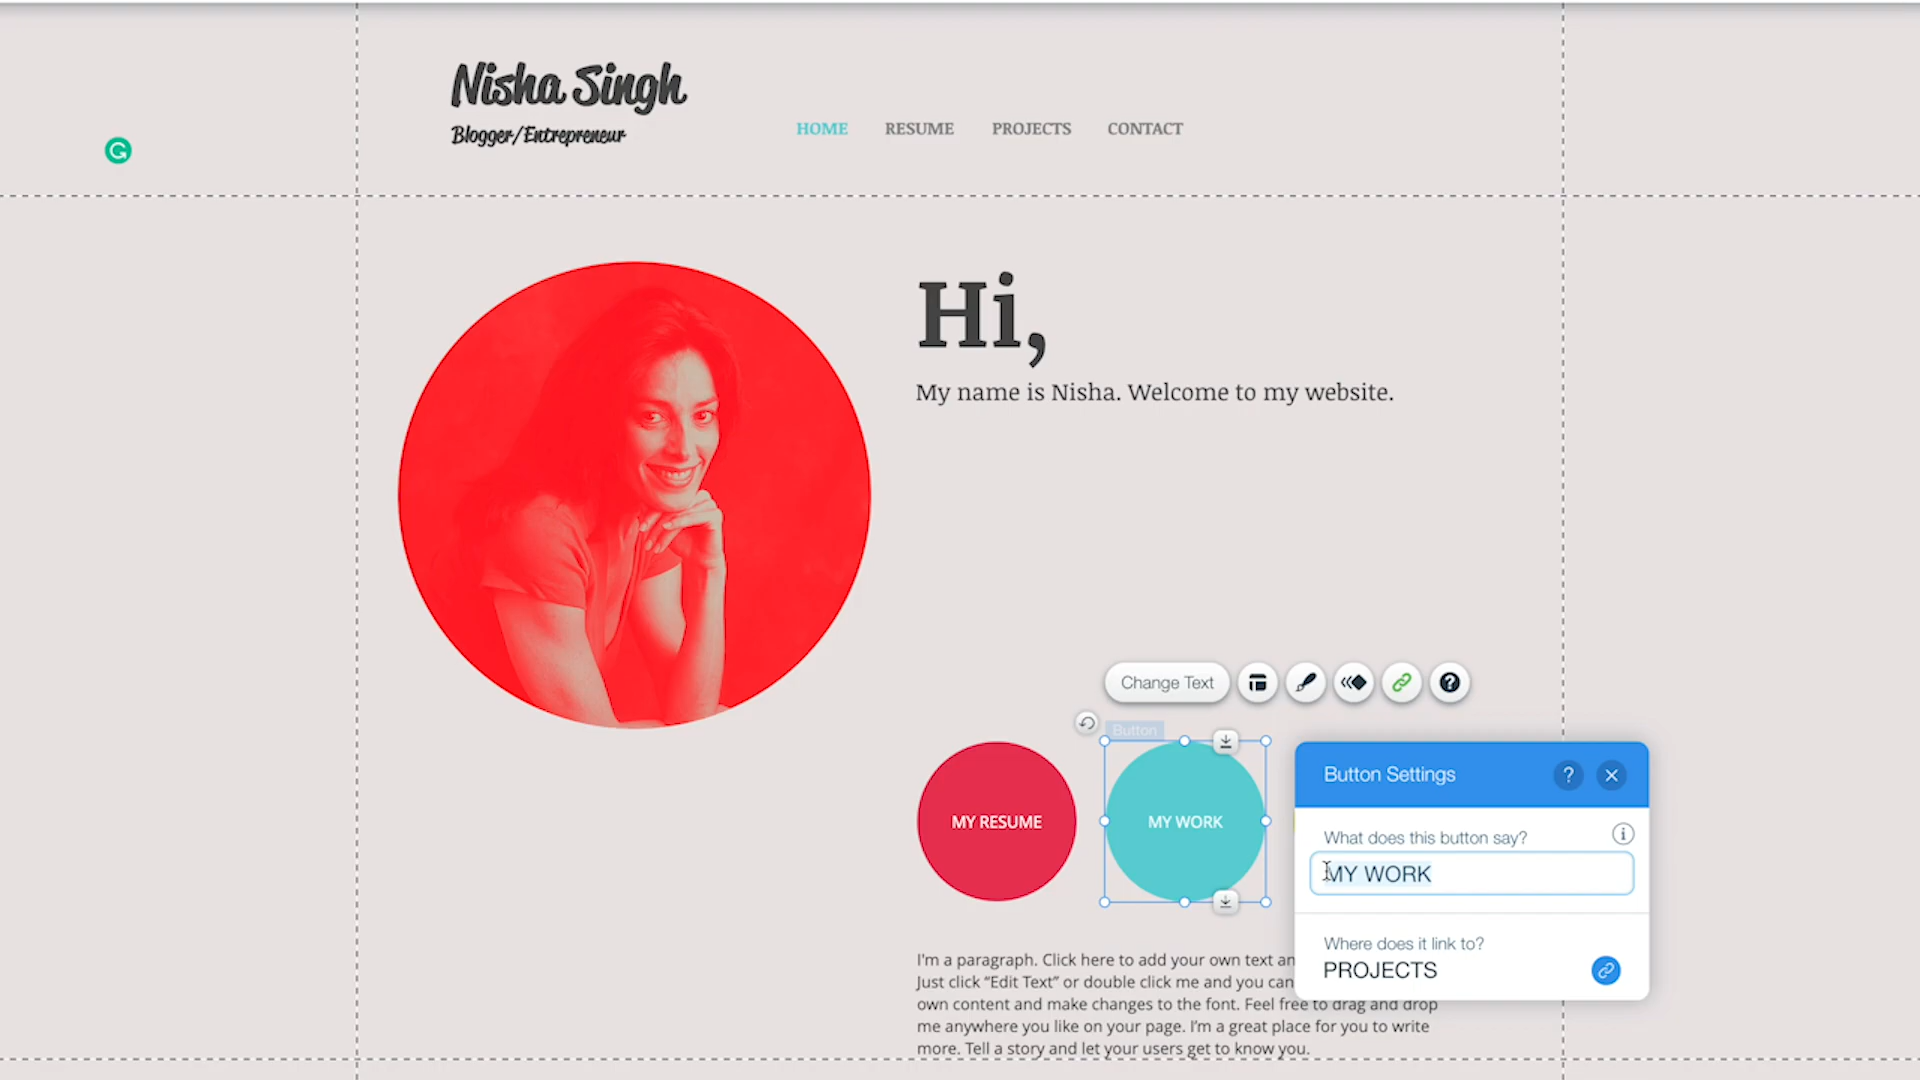 Nisha Singh
Blogger/Entrepreneur
HOME RESUME PROJECTS CONTACT
Hi,
My name is Nisha. Welcome to my website.
Change Text
Button
MY RESUME
MY WORK
Button Settings
What does this button say?
MY WORK
Where does it link to?
PROJECTS
I'm a paragraph. Click here to add your own text
Just click “Edit Text” or double click me and you can
own content and make changes to the font. Feel free to drag and drop
me anywhere you like on your page. I’m a great place for you to write
more. Tell a story and let your users get to know you.